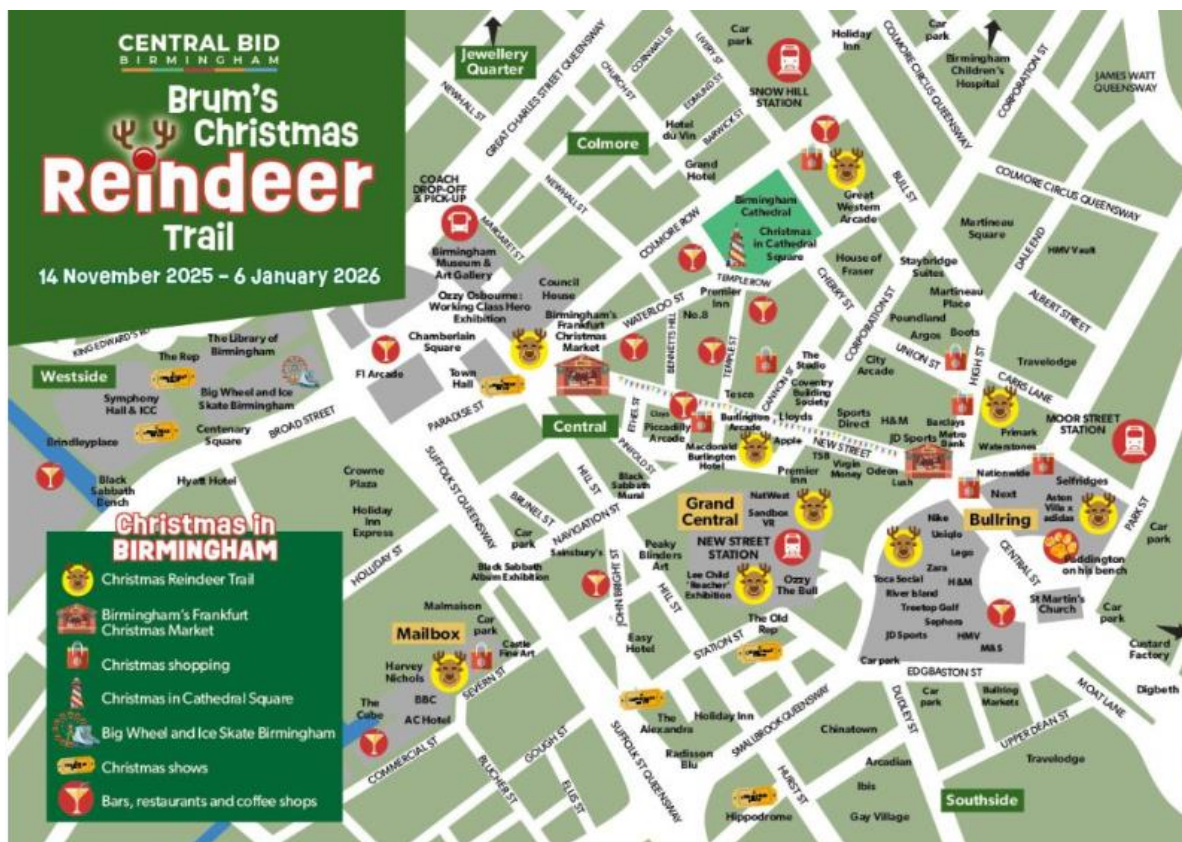 CENTRAL BID
BIRMINGHAM
Brum's
Christmas
Reindeer
Trail
14 November 2025 – 6 January 2026
Jewellery
Quarter
NEWHALL ST
GREAT CHARLES STREET QUEENSWAY
CHURCH ST
CORNWALL ST
LIVERY ST
EDMUND ST
BARWICK ST
Car
park
SNOW HILL
STATION
Holiday
Inn
COLMORE CIRCUS QUEENSWAY
Car
park
Birmingham
Children's
Hospital
CORPORATION ST
JAMES WATT
QUEENSWAY
Colmore
Hotel
du Vin
Grand
Hotel
NEWHALL ST
COLMORE ROW
Great
Western
Arcade
BULL ST
COLMORE CIRCUS QUEENSWAY
COACH
DROP-OFF
& PICK-UP
MARGARET ST
Birmingham
Museum &
Art Gallery
Birmingham
Cathedral
Christmas
in Cathedral
Square
TEMPLE ROW
Martineau
Square
DALE END
HMV Vault
House of
Fraser
Staybridge
Suites
CHERRY ST
Council
House
Ozzy Osbourne:
Working Class Hero
Exhibition
Birmingham's
Frankfurt
Christmas
Market
WATERLOO ST
Premier
Inn
No.8
BENNETTS HILL
TEMPLE ST
Martineau
Place
ALBERT STREET
Poundland
Argos
Boots
CORPORATION ST
UNION ST
HIGH ST
Travelodge
CARRS LANE
KING EDWARD'S R
The Library of
Birmingham
The Rep
Westside
Big Wheel and Ice
Skate Birmingham
Symphony
Hall & ICC
Centenary
Square
Brindleyplace
BROAD STREET
Chamberlain
Square
F1 Arcade
Town
Hall
PARADISE ST
Central
ETHEL ST
Tesco
CANNON ST
The
Studio
Coventry
Building
Society
City
Arcade
Clays
Piccadilly
Arcade
Burlington
Arcade
Lloyds
Sports
Direct
H&M
Barclays
Metro
Bank
JD Sports
Primark
Waterstones
MOOR STREET
STATION
PINFOLD ST
Macdonald
Burlington
Hotel
Apple
NEW STREET
TSB
Virgin
Money
Odeon
Lush
Premier
Inn
Nationwide
Selfridges
Next
Black
Sabbath
Bench
Hyatt Hotel
Crowne
Plaza
Holiday
Inn
Express
SUFFOLK ST QUEENSWAY
HILL ST
Black
Sabbath
Mural
BRUNEL ST
NAVIGATION ST
Car
park
Sainsbury's
Grand
Central
NatWest
Sandbox
VR
Bullring
Aston
Villa x
adidas
PARK ST
Car
park
Nike
Uniqlo
Lego
Zara
H&M
CENTRAL ST
Paddington
on his bench
Toca Social
River Island
Treetop Golf
Sephora
JD Sports
HMV
M&S
St Martin's
Church
Car
park
Custard
Factory
NEW STREET
STATION
Peaky
Blinders
Art
Lee Child
'Reacher'
Exhibition
Ozzy
The Bull
HOLLIDAY ST
Black Sabbath
Album Exhibition
JOHN BRIGHT ST
HILL ST
Malmaison
Car
park
Mailbox
Castle
Fine Art
Harvey
Nichols
BBC
AC Hotel
SEVERN ST
The
Cube
COMMERCIAL ST
Easy
Hotel
STATION ST
The Old
Rep
Car park
EDGBASTON ST
Digbeth
MOAT LANE
The
Alexandra
Holiday Inn
Radisson
Blu
SMALLBROOK QUEENSWAY
DUDLEY ST
Car
park
Bullring
Markets
UPPER DEAN ST
Chinatown
Travelodge
GOUGH ST
BLUCHER ST
ELLIS ST
SUFFOLK ST QUEENSWAY
HURST ST
Arcadian
Ibis
Gay Village
Southside
Hippodrome
Christmas in
BIRMINGHAM
Christmas Reindeer Trail
Birmingham's Frankfurt
Christmas Market
Christmas shopping
Christmas in Cathedral Square
Big Wheel and Ice Skate Birmingham
Christmas shows
Bars, restaurants and coffee shops